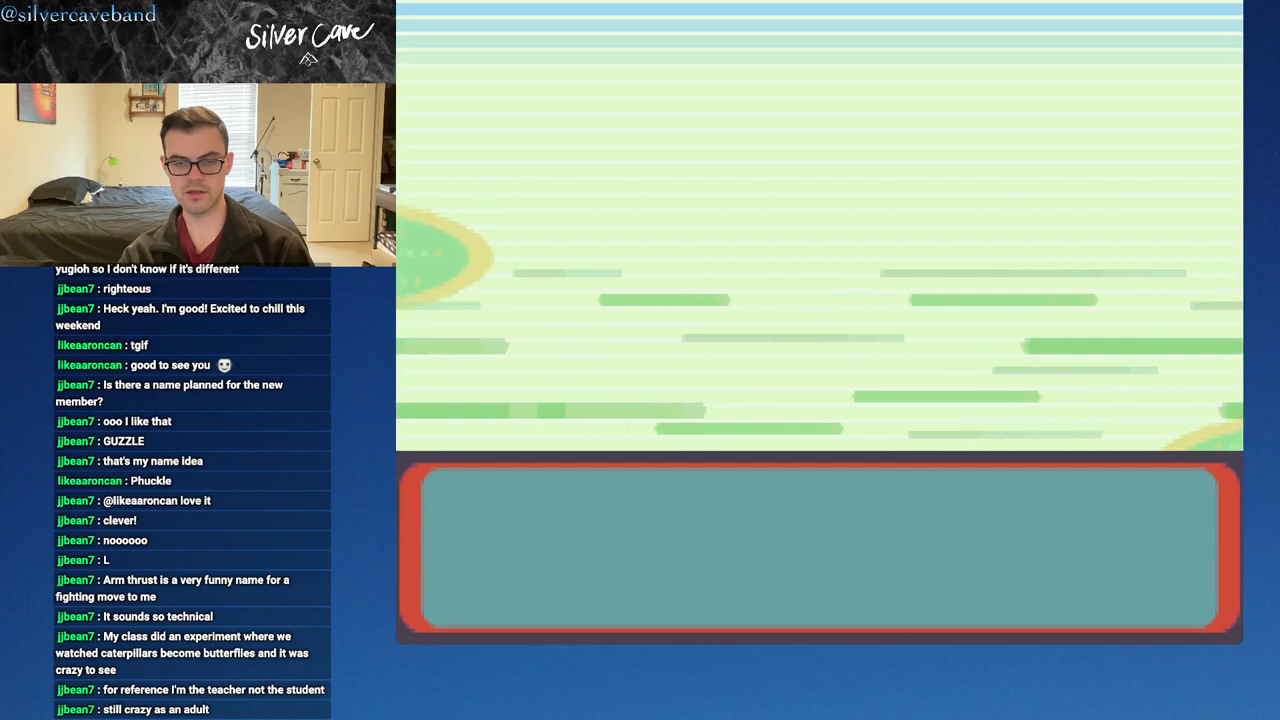 @silvercaveband
Silver Cave
yugioh so I don't know if it's different
jjbean7 : righteous
jjbean7 : Heck yeah. I'm good! Excited to chill this
weekend
likeaaroncan : tgif
likeaaroncan : good to see you
jjbean7 : Is there a name planned for the new
member?
jjbean7 : ooo I like that
jjbean7 : GUZZLE
jjbean7 : that's my name idea
likeaaroncan : Phuckle
jjbean7 : @likeaaroncan love it
jjbean7 : clever!
jjbean7 : noooooo
jjbean7 : L
jjbean7 : Arm thrust is a very funny name for a
fighting move to me
jjbean7 : It sounds so technical
jjbean7 : My class did an experiment where we
watched caterpillars become butterflies and it was
crazy to see
jjbean7 : for reference I'm the teacher not the student
jjbean7 : still crazy as an adult